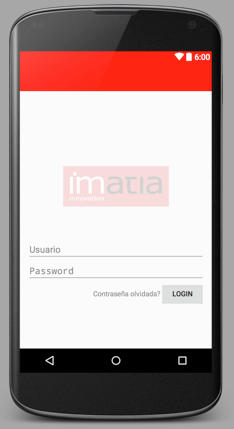 6:00
imatia
innovation
Usuario
Password
Contraseña olvidada? LOGIN